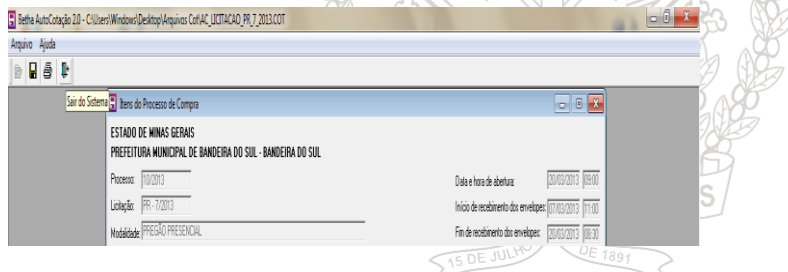 Betha AutoCotação 2.0 - C:\Users\Windows\Desktop\Arquivos Cot\AC_LICITACAO_PR_7_2013.COT
Arquivo Ajuda
Sair do Sistema
Itens do Processo de Compra
ESTADO DE MINAS GERAIS
PREFEITURA MUNICIPAL DE BANDEIRA DO SUL - BANDEIRA DO SUL
Processo: 10/2013
Data e hora de abertura: 20/03/2013 09:00
Licitação: PR - 7/2013
Início de recebimento dos envelopes: 07/03/2013 11:00
Modalidade: PREGÃO PRESENCIAL
Fim de recebimento dos envelopes: 20/03/2013 08:30
S
15 DE JULHO DE 1891